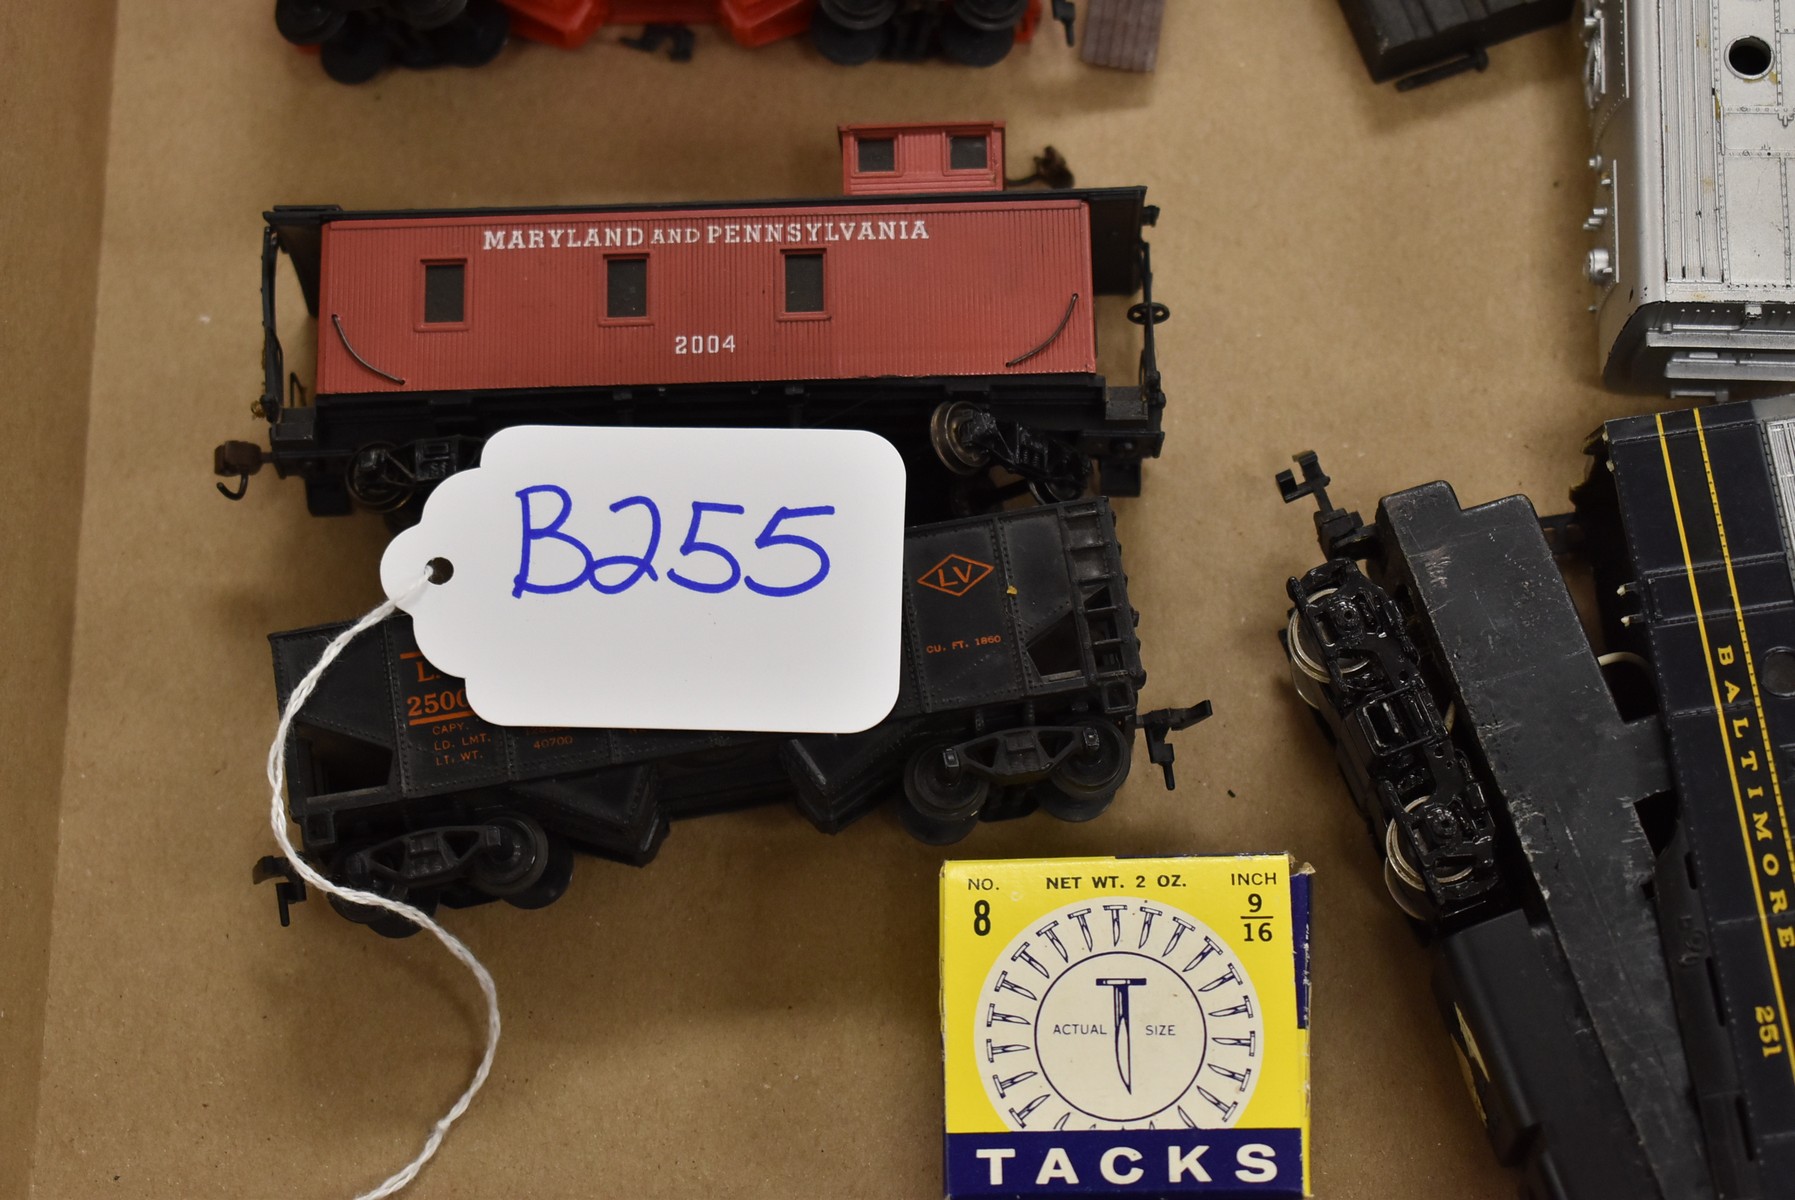 MARYLAND AND PENNSYLVANIA
2004
B255
LV
CU. FT. 1860
CAPY.
LD. LMT.
40700
LT. WT.
NO. NET WT. 2 OZ. INCH
8 9/16
ACTUAL SIZE
TACKS
BALTIMORE
251